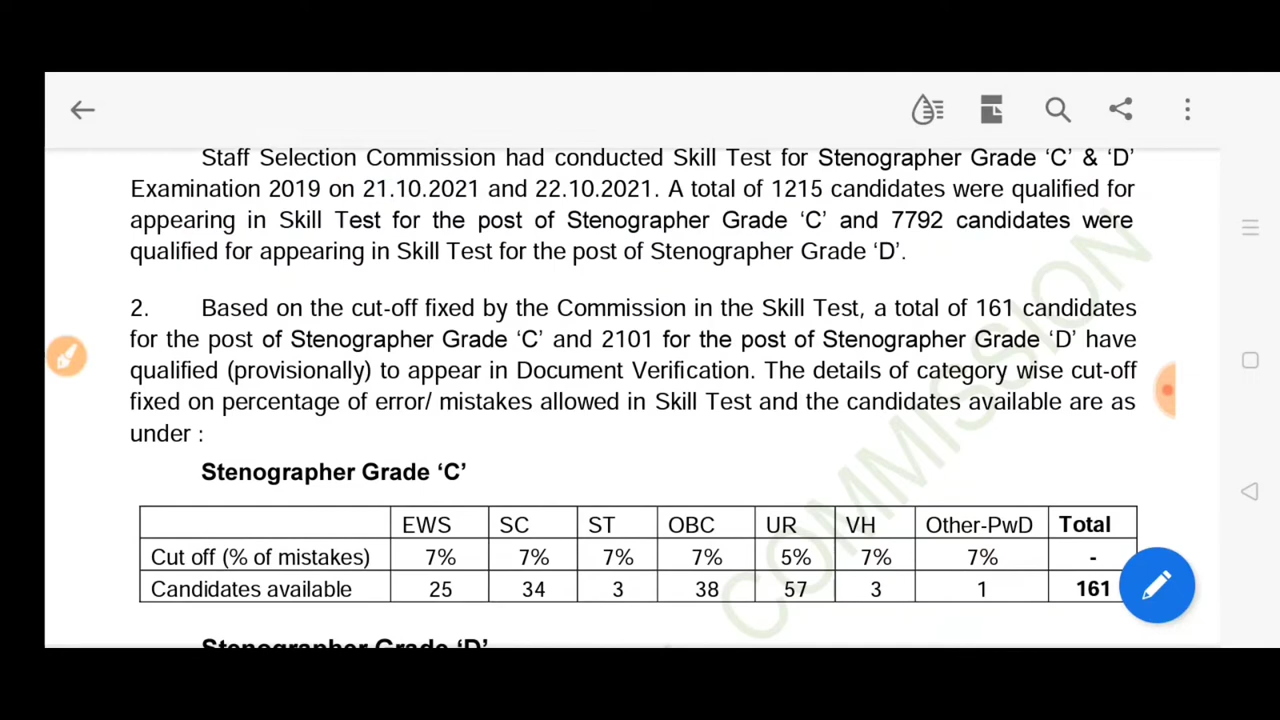 Staff Selection Commission had conducted Skill Test for Stenographer Grade ‘C’ & ‘D’
Examination 2019 on 21.10.2021 and 22.10.2021. A total of 1215 candidates were qualified for
appearing in Skill Test for the post of Stenographer Grade ‘C’ and 7792 candidates were
qualified for appearing in Skill Test for the post of Stenographer Grade ‘D’.
2. Based on the cut-off fixed by the Commission in the Skill Test, a total of 161 candidates
for the post of Stenographer Grade ‘C’ and 2101 for the post of Stenographer Grade ‘D’ have
qualified (provisionally) to appear in Document Verification. The details of category wise cut-off
fixed on percentage of error/ mistakes allowed in Skill Test and the candidates available are as
under :
Stenographer Grade ‘C’
EWS SC ST OBC UR VH Other-PwD Total
Cut off (% of mistakes) 7% 7% 7% 7% 5% 7% 7% -
Candidates available 25 34 3 38 57 3 1 161
Stenographer Grade ‘D’
COMMISSION